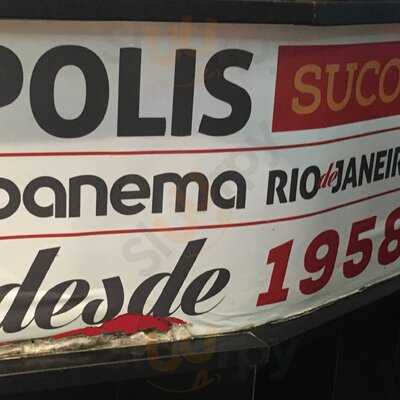 POLIS SUCO
panema RIO de JANEIR
desde 1958